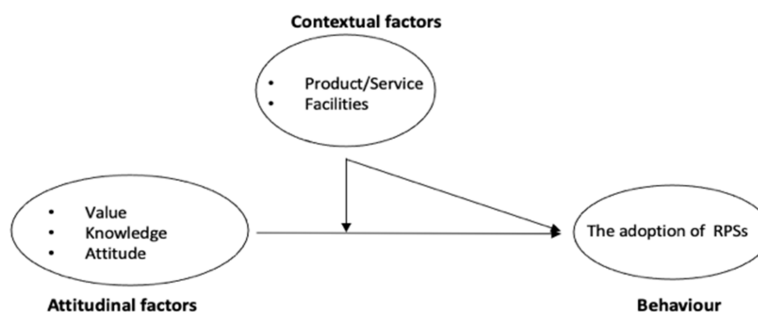 Contextual factors
• Product/Service
• Facilities
• Value
• Knowledge
• Attitude
The adoption of RPSs
Attitudinal factors
Behaviour